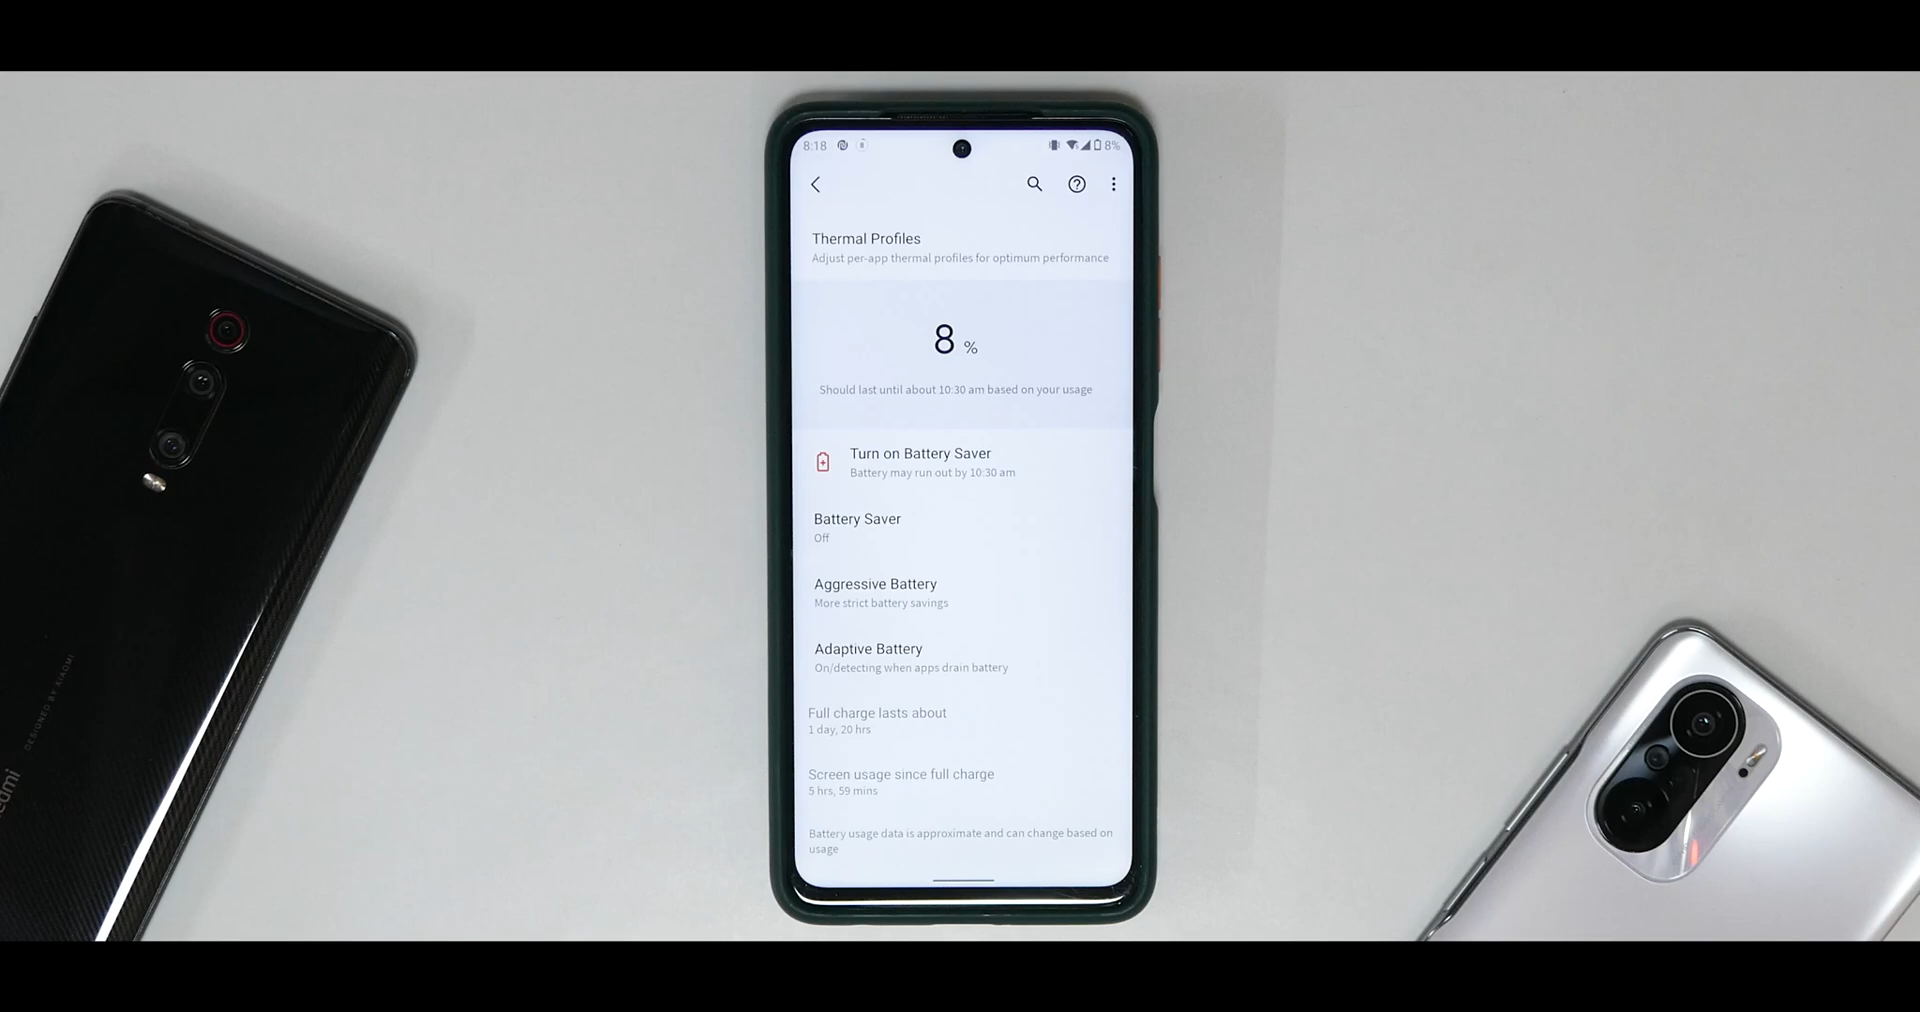 8:18 8%
Thermal Profiles
Adjust per-app thermal profiles for optimum performance
8 %
Should last until about 10:30 am based on your usage
Turn on Battery Saver
Battery may run out by 10:30 am
Battery Saver
Off
Aggressive Battery
More strict battery savings
Adaptive Battery
On/detecting when apps drain battery
Full charge lasts about
1 day, 20 hrs
Screen usage since full charge
5 hrs, 59 mins
Battery usage data is approximate and can change based on
usage
DESIGNED BY XIAOMI